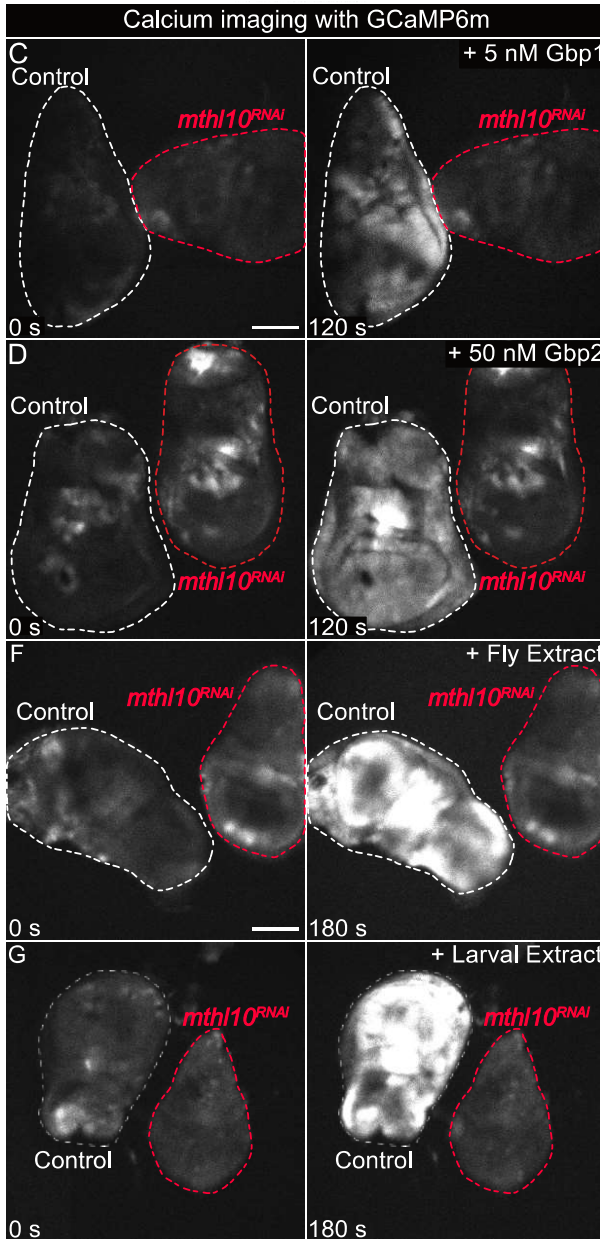 Calcium imaging with GCaMP6m
C
Control
mthl10RNAi
0 s
+ 5 nM Gbp1
mthl10RNAi
120 s
D
Control
mthl10RNAi
0 s
+ 50 nM Gbp2
Control
mthl10RNAi
120 s
F
Control
mthl10RNAi
0 s
+ Fly Extract
mthl10RNAi
Control
180 s
G
mthl10RNAi
Control
0 s
+ Larval Extract
mthl10RNAi
Control
180 s